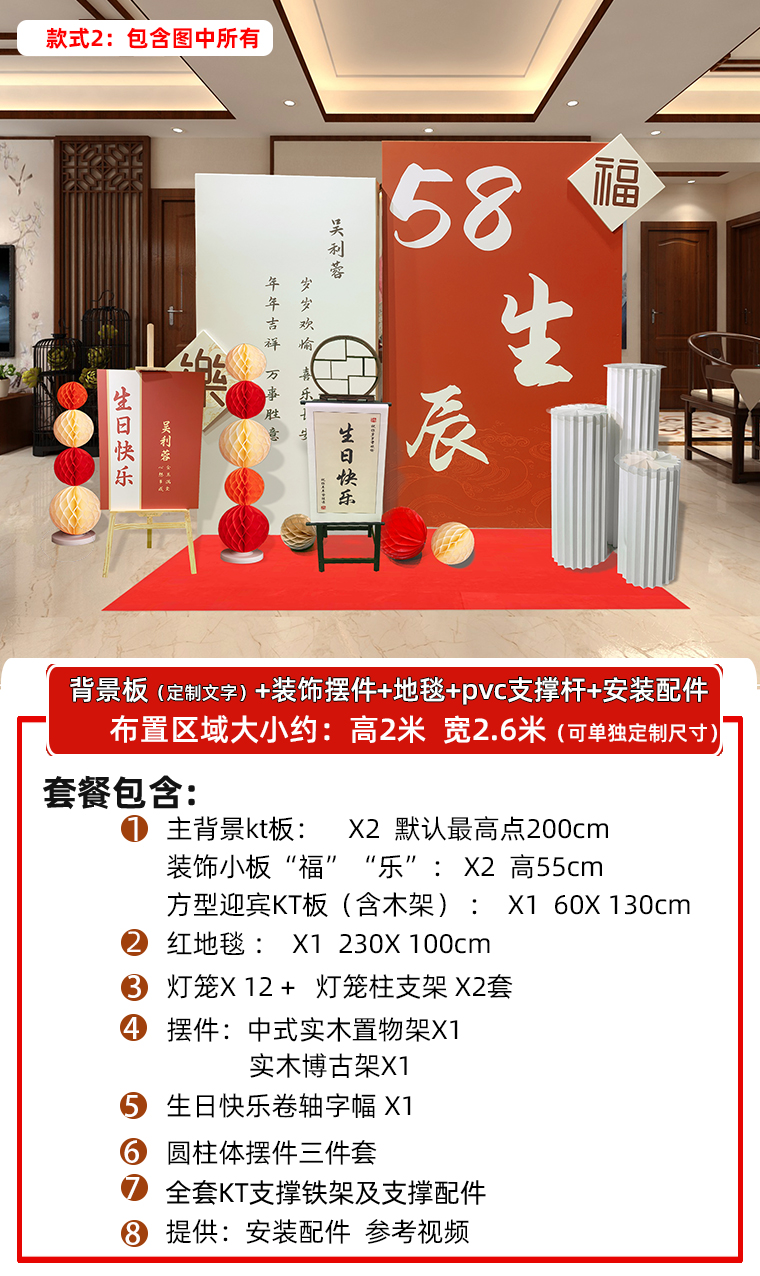 款式2：包含图中所有
58
福
生
辰
吴利蓉
岁岁欢愉 喜乐长安
年年吉祥 万事胜意
樂
生日快乐
吴利蓉
生日快乐
背景板（定制文字）+装饰摆件+地毯+pvc支撑杆+安装配件
布置区域大小约：高2米 宽2.6米（可单独定制尺寸）
套餐包含：
1 主背景kt板： X2 默认最高点200cm
装饰小板“福” “乐”： X2 高55cm
方型迎宾KT板（含木架）： X1 60X 130cm
2 红地毯： X1 230X 100cm
3 灯笼X 12 + 灯笼柱支架 X2套
4 摆件：中式实木置物架X1
实木博古架X1
5 生日快乐卷轴字幅 X1
6 圆柱体摆件三件套
7 全套KT支撑铁架及支撑配件
8 提供：安装配件 参考视频